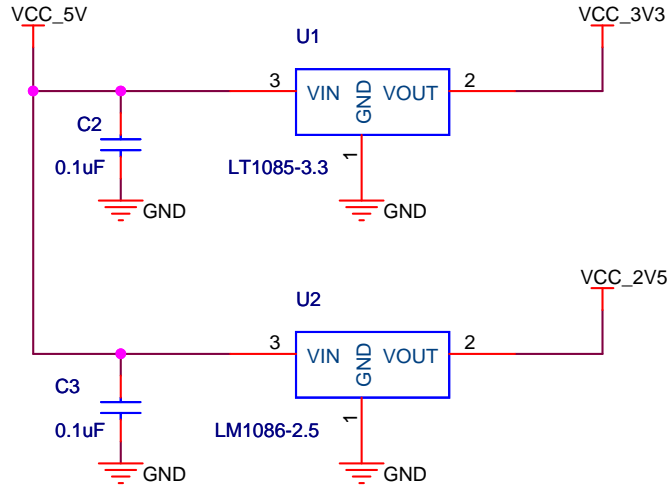 VCC_5V
VCC_3V3
U1
3
VIN
GND
VOUT
2
C2
1
0.1uF
LT1085-3.3
GND
GND
VCC_2V5
U2
3
VIN
GND
VOUT
2
C3
1
0.1uF
LM1086-2.5
GND
GND